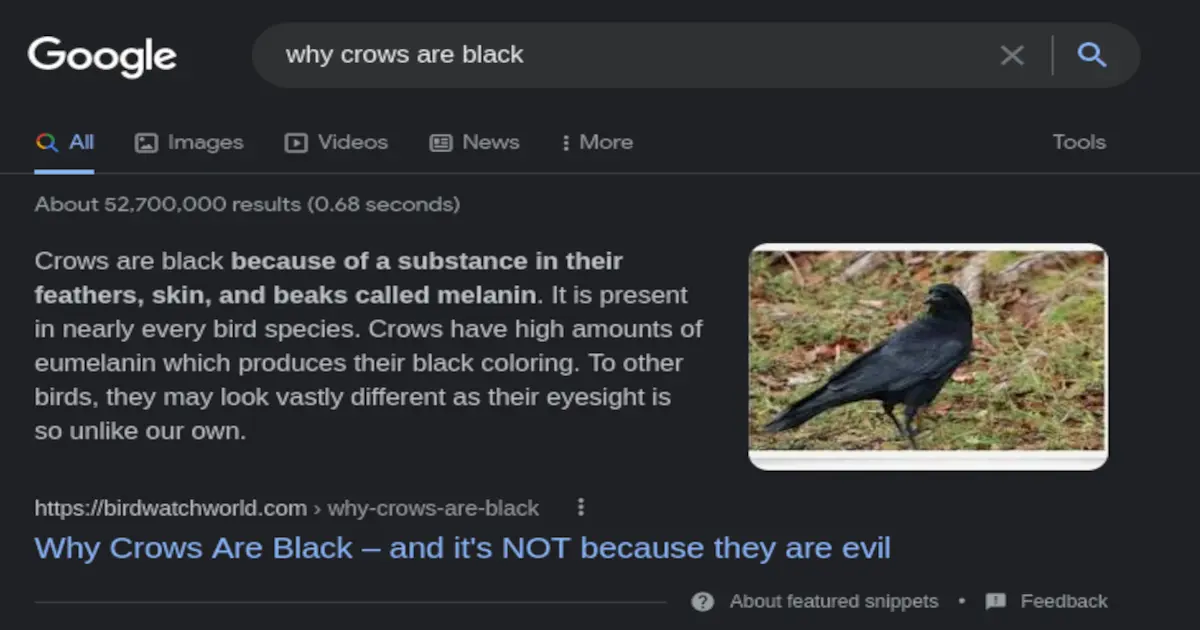 Google
why crows are black
All Images Videos News More Tools
About 52,700,000 results (0.68 seconds)
Crows are black because of a substance in their
feathers, skin, and beaks called melanin. It is present
in nearly every bird species. Crows have high amounts of
eumelanin which produces their black coloring. To other
birds, they may look vastly different as their eyesight is
so unlike our own.
https://birdwatchworld.com › why-crows-are-black
Why Crows Are Black – and it's NOT because they are evil
About featured snippets • Feedback